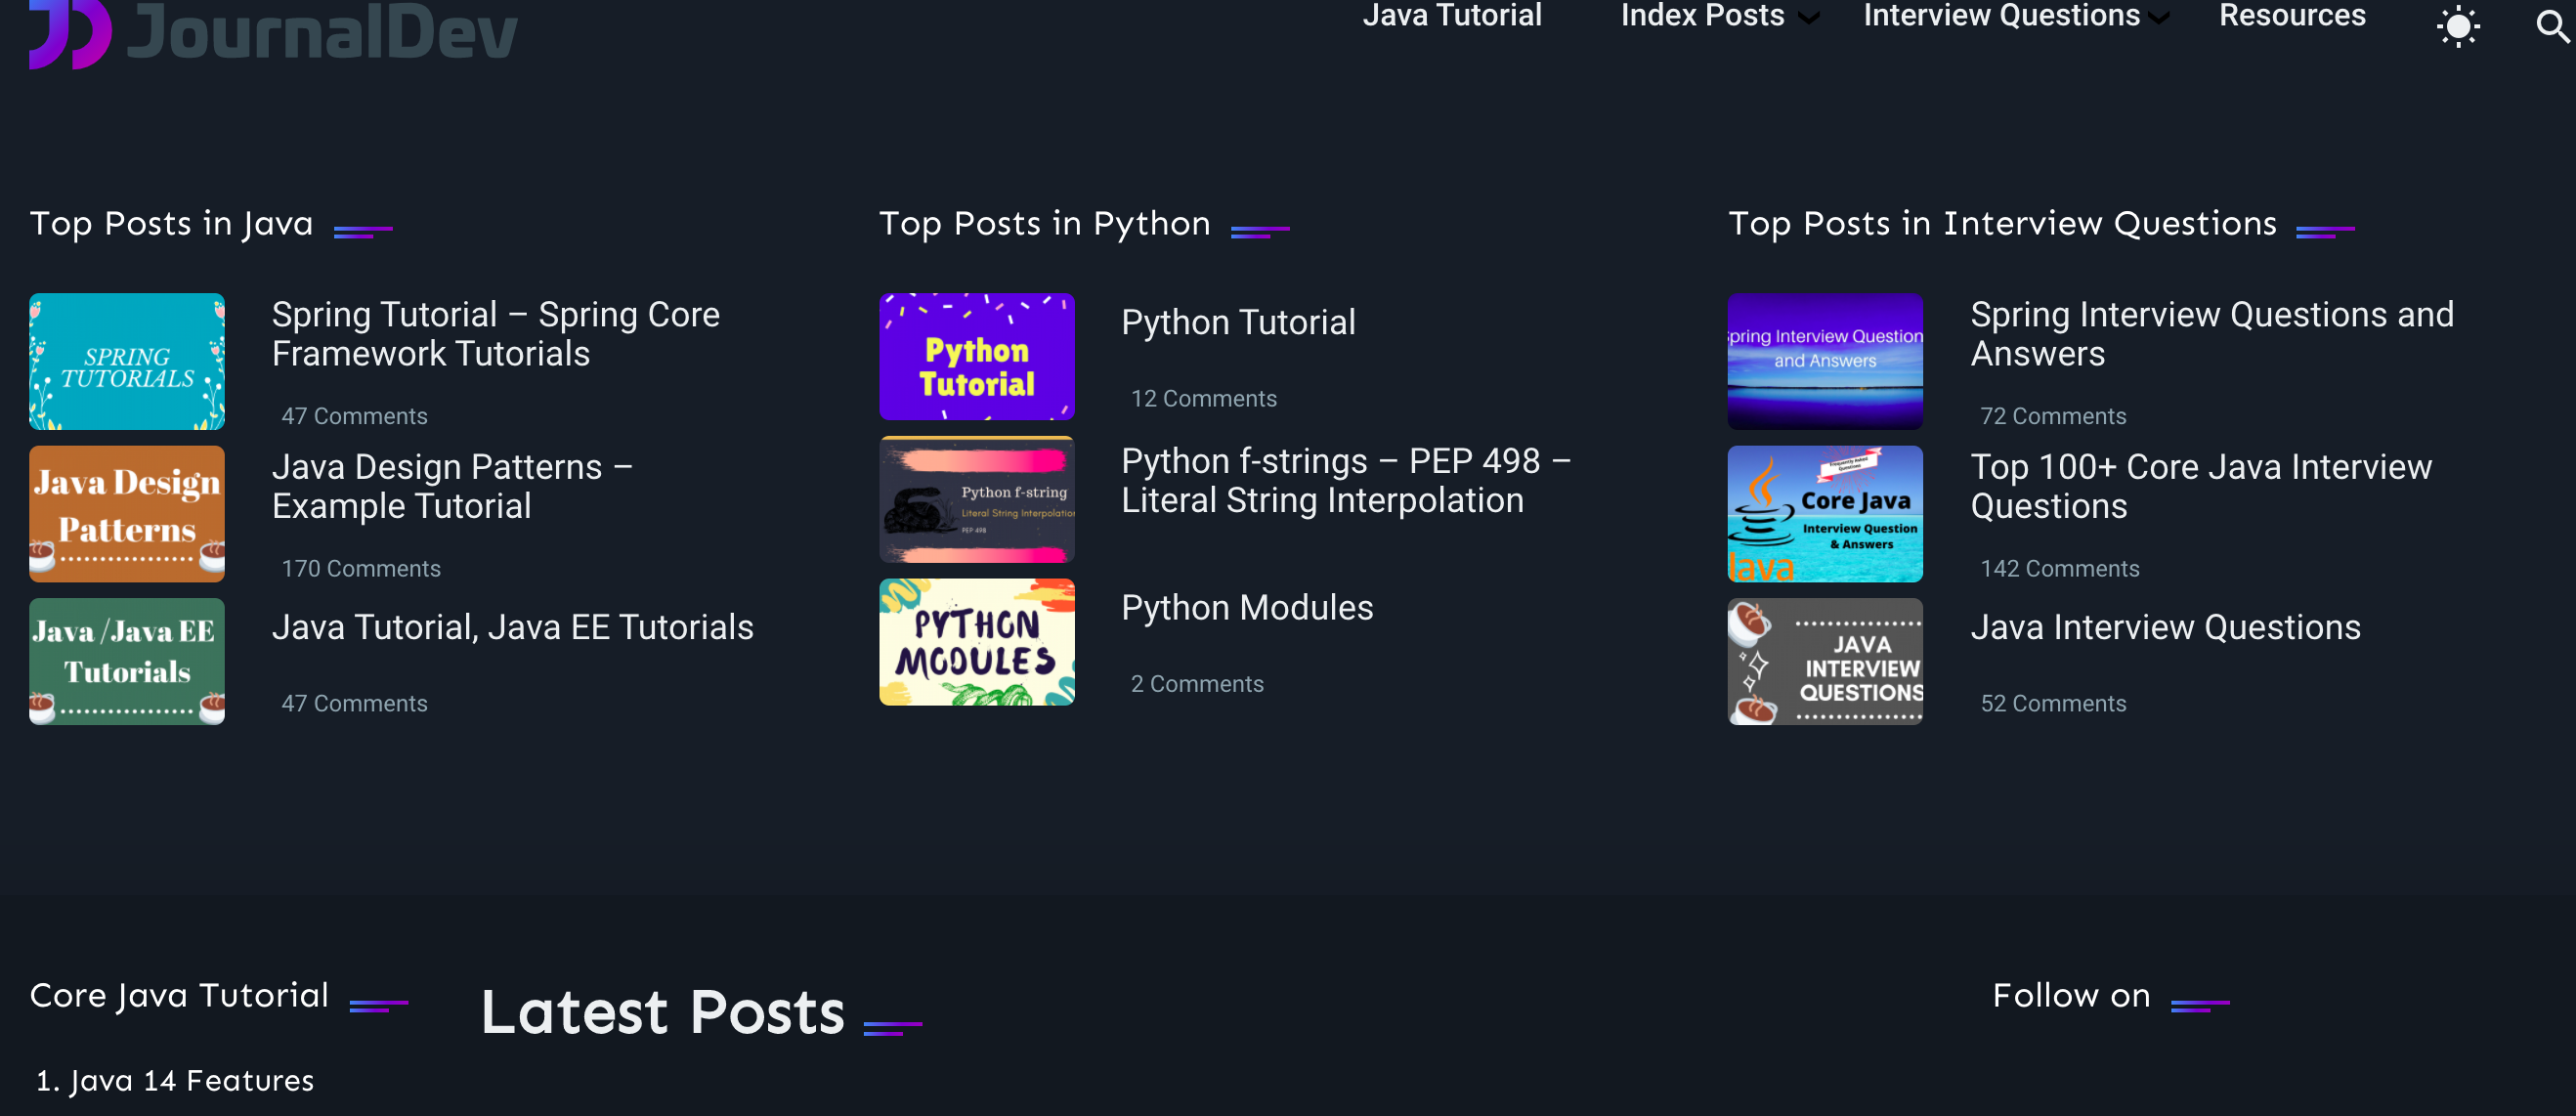 JournalDev
Java Tutorial
Index Posts
Interview Questions
Resources
Top Posts in Java
SPRING
TUTORIALS
Spring Tutorial – Spring Core
Framework Tutorials
47 Comments
Java Design
Patterns
Java Design Patterns –
Example Tutorial
170 Comments
Java /Java EE
Tutorials
Java Tutorial, Java EE Tutorials
47 Comments
Top Posts in Python
Python
Tutorial
Python Tutorial
12 Comments
Python f-string
Literal String Interpolation
PEP 498
Python f-strings – PEP 498 –
Literal String Interpolation
PYTHON
MODULES
Python Modules
2 Comments
Top Posts in Interview Questions
pring Interview Question
and Answers
Spring Interview Questions and
Answers
72 Comments
Frequently Asked
Questions
Core Java
Interview Question
& Answers
Java
Top 100+ Core Java Interview
Questions
142 Comments
JAVA
INTERVIEW
QUESTIONS
Java Interview Questions
52 Comments
Core Java Tutorial
1. Java 14 Features
Latest Posts
Follow on